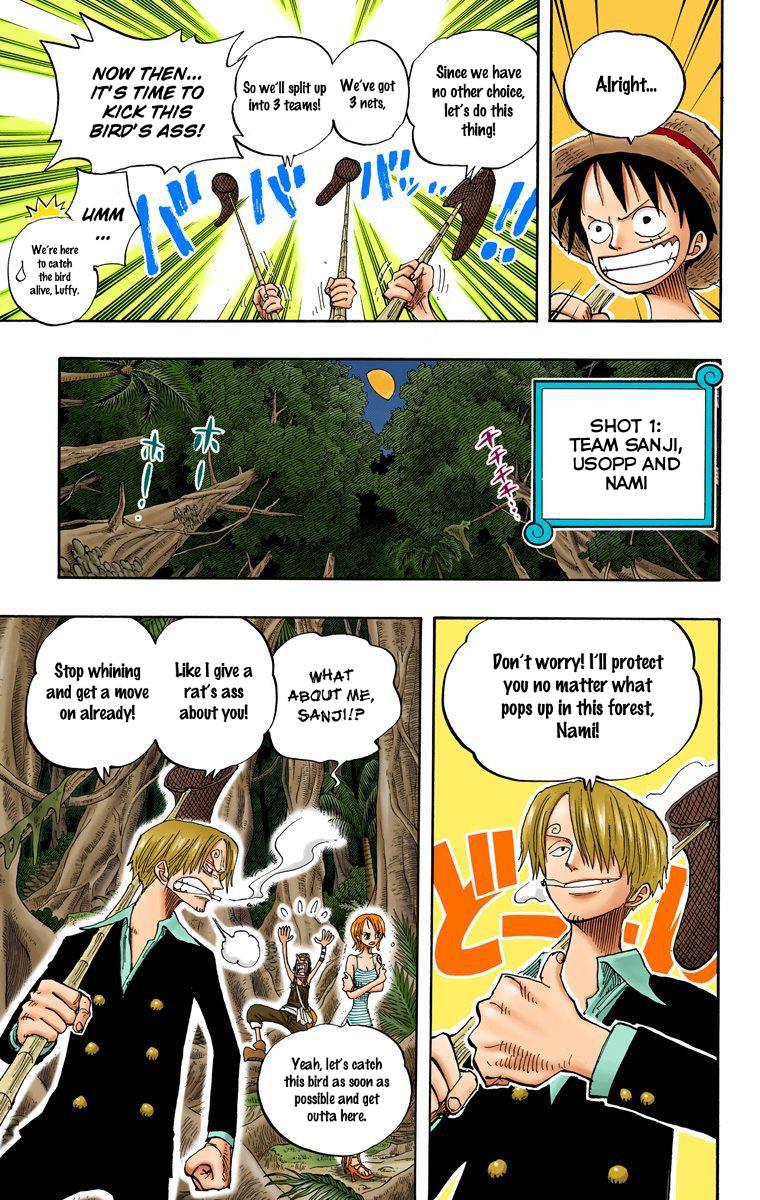 Alright...
Since we have
no other choice,
let's do this
thing!
We've got
3 nets,
So we'll split up
into 3 teams!
NOW THEN...
IT'S TIME TO
KICK THIS
BIRD'S ASS!
UMM
...
We're here
to catch
the bird
alive, Luffy.
ババババッ...!!
SHOT 1:
TEAM SANJI,
USOPP AND
NAMI
チチチチ...
ホー
ホー!
Don't worry! I'll protect
you no matter what
pops up in this forest,
Nami!
どーん
WHAT
ABOUT ME,
SANJI!?
Like I give a
rat's ass
about you!
Stop whining
and get a move
on already!
Yeah, let's catch
this bird as soon as
possible and get
outta here.